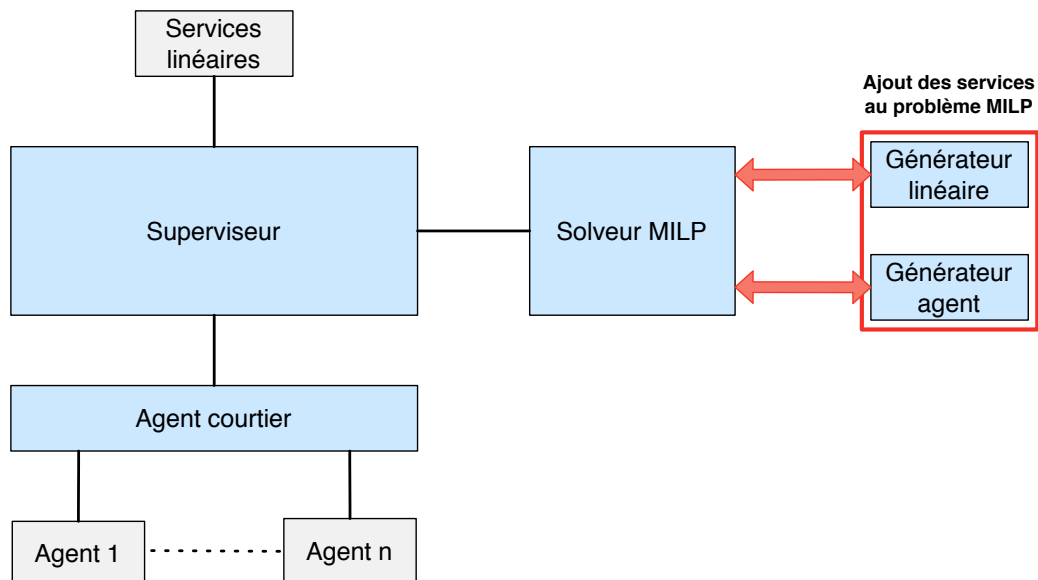 Services
linéaires
Ajout des services
au problème MILP
Générateur
linéaire
Superviseur
Solveur MILP
Générateur
agent
Agent courtier
Agent 1
Agent n